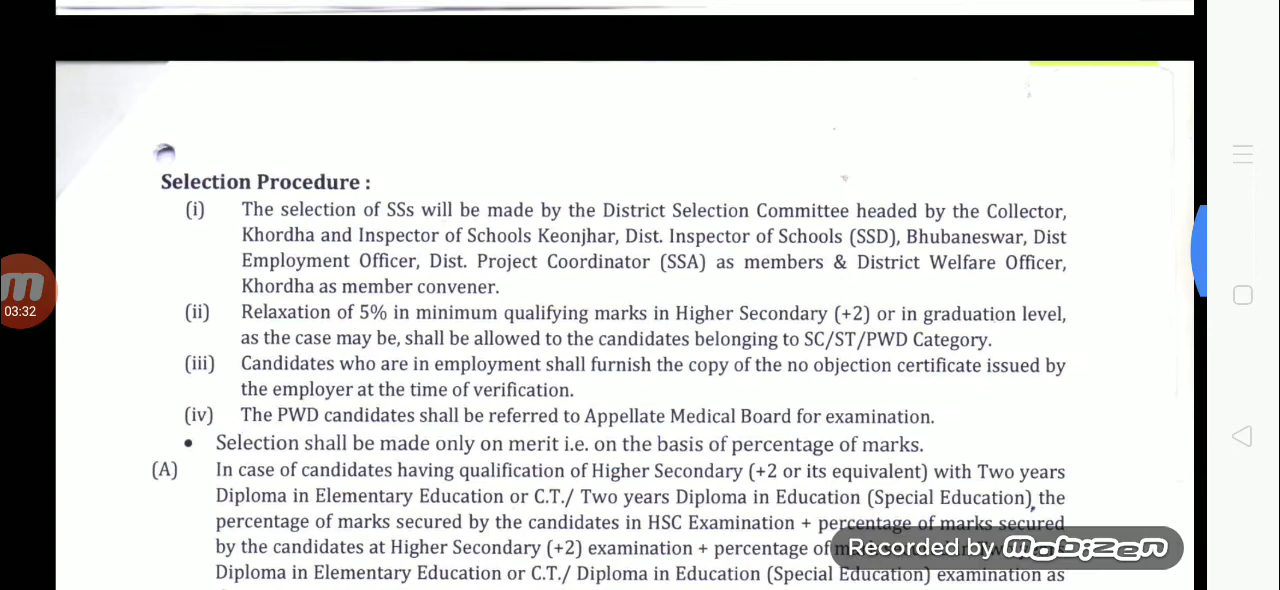 Selection Procedure :
(i) The selection of SSs will be made by the District Selection Committee headed by the Collector,
Khordha and Inspector of Schools Keonjhar, Dist. Inspector of Schools (SSD), Bhubaneswar, Dist
Employment Officer, Dist. Project Coordinator (SSA) as members & District Welfare Officer,
Khordha as member convener.
(ii) Relaxation of 5% in minimum qualifying marks in Higher Secondary (+2) or in graduation level,
as the case may be, shall be allowed to the candidates belonging to SC/ST/PWD Category.
(iii) Candidates who are in employment shall furnish the copy of the no objection certificate issued by
the employer at the time of verification.
(iv) The PWD candidates shall be referred to Appellate Medical Board for examination.
• Selection shall be made only on merit i.e. on the basis of percentage of marks.
(A) In case of candidates having qualification of Higher Secondary (+2 or its equivalent) with Two years
Diploma in Elementary Education or C.T./ Two years Diploma in Education (Special Education), the
percentage of marks secured by the candidates in HSC Examination + percentage of marks secured
by the candidates at Higher Secondary (+2) examination + percentage of
Diploma in Elementary Education or C.T./ Diploma in Education (Special Education) examination as
03:32
Recorded by mobizen